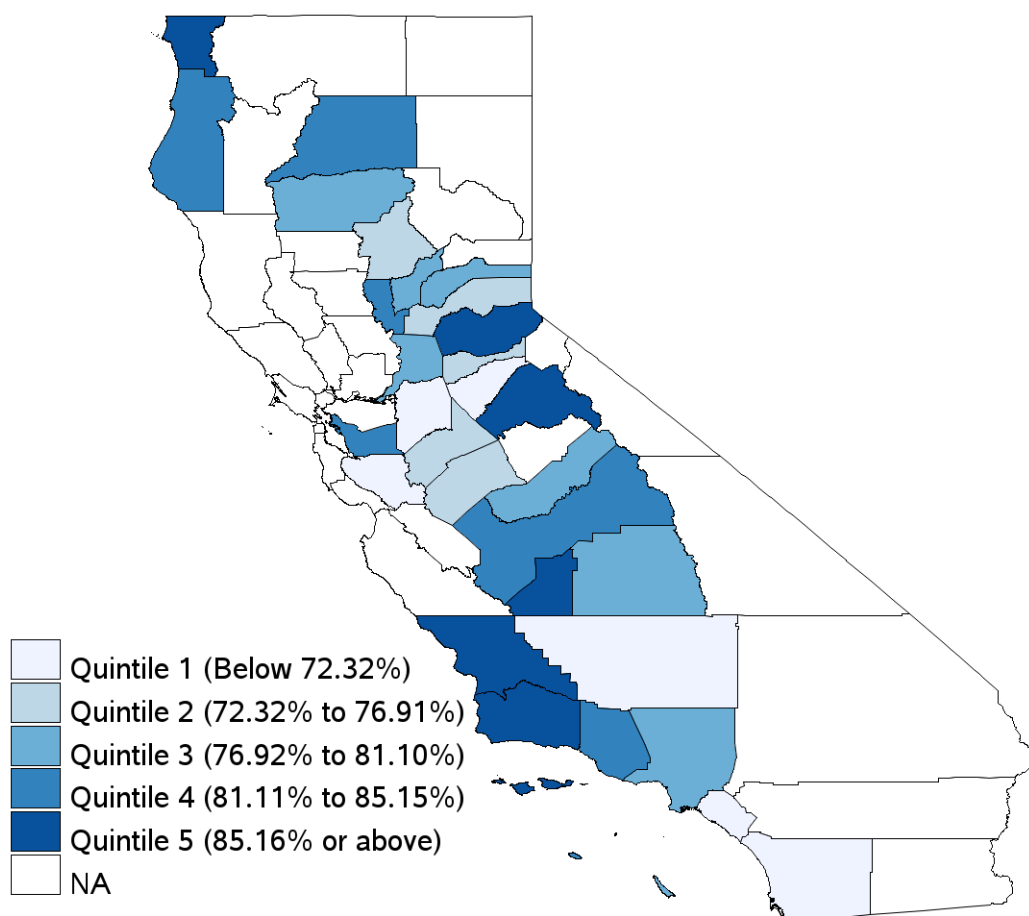 Quintile 1 (Below 72.32%)
Quintile 2 (72.32% to 76.91%)
Quintile 3 (76.92% to 81.10%)
Quintile 4 (81.11% to 85.15%)
Quintile 5 (85.16% or above)
NA